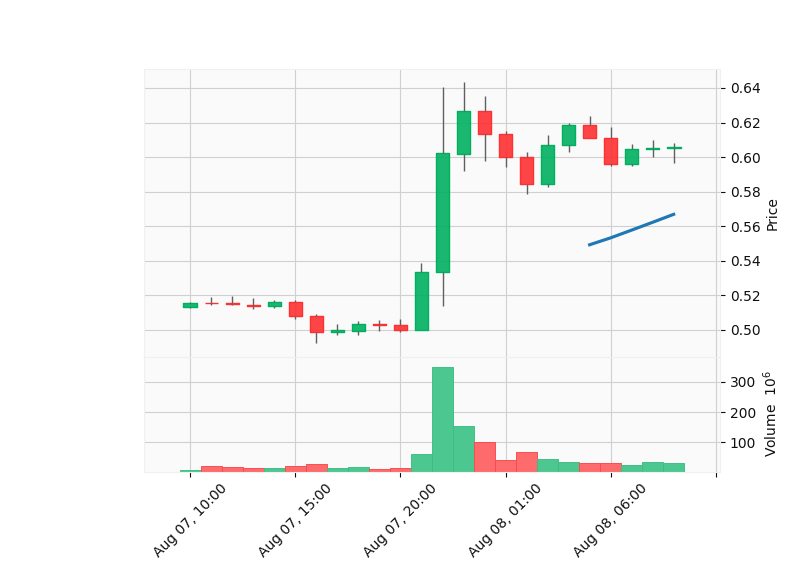 0.64
0.62
0.60
0.58
0.56
0.54
0.52
0.50
Price
300
200
100
Volume 10^6
Aug 07, 10:00
Aug 07, 15:00
Aug 07, 20:00
Aug 08, 01:00
Aug 08, 06:00